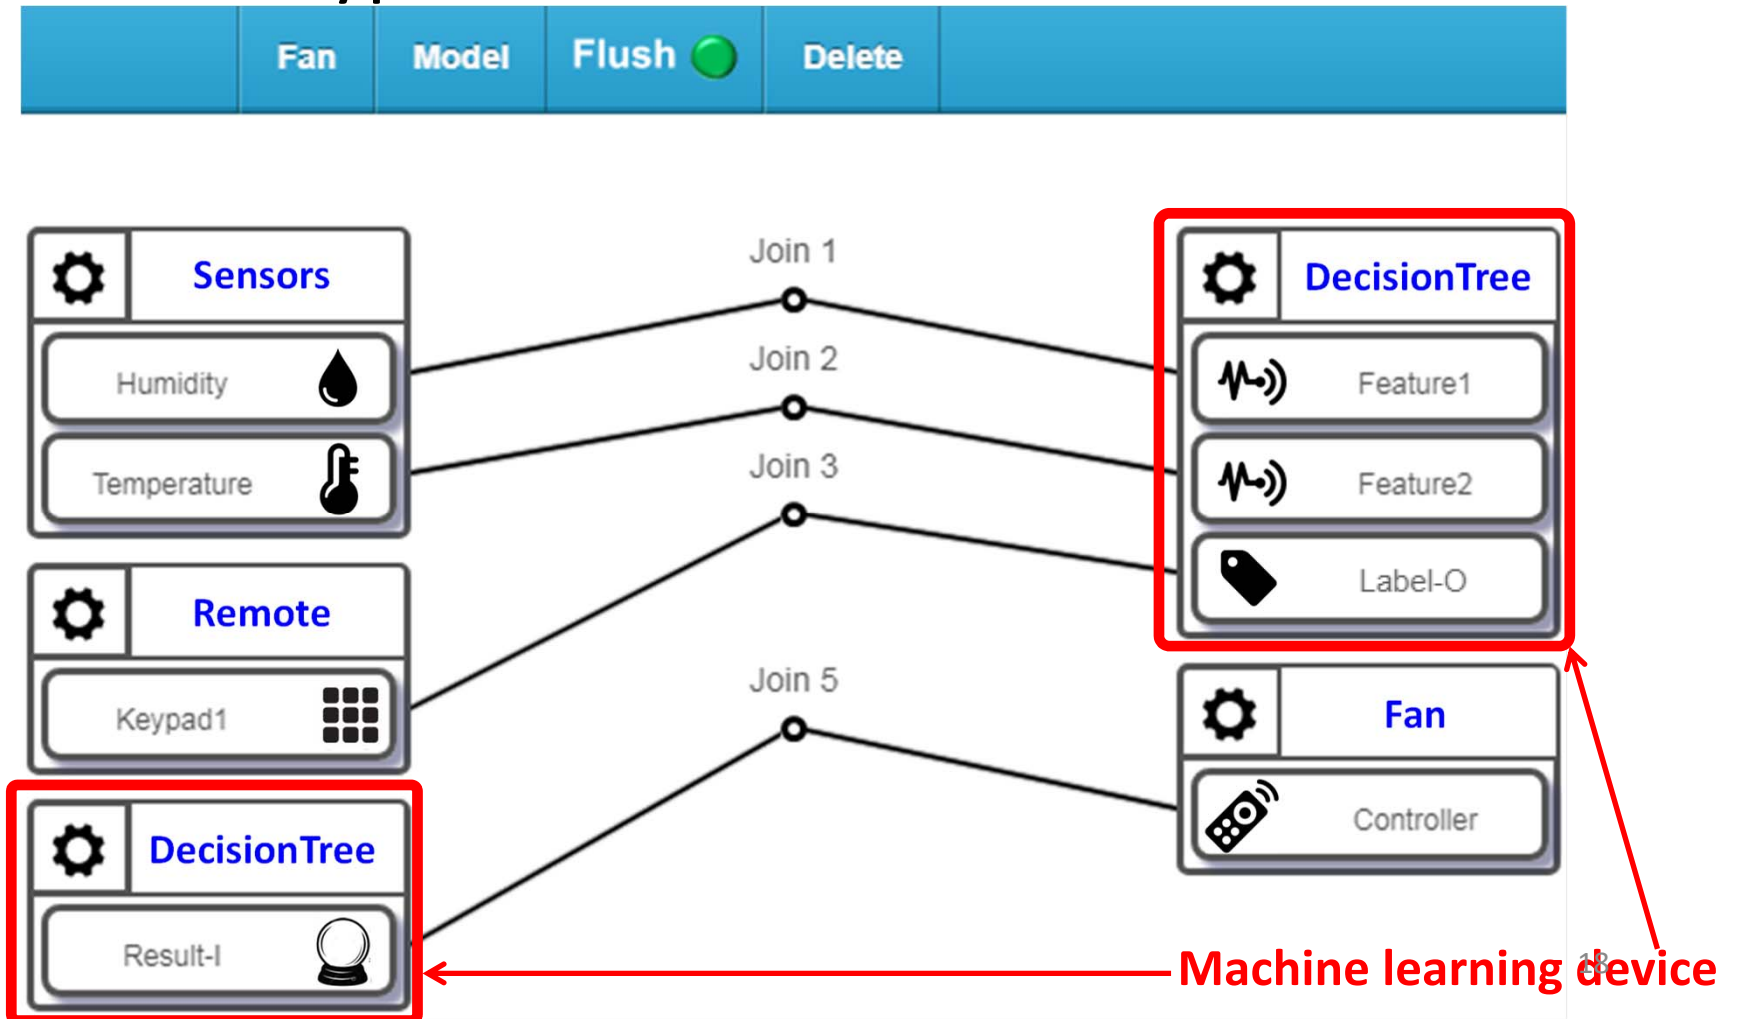 Fan Model Flush Delete
Join 1
Sensors
DecisionTree
Join 2
Humidity
Feature1
Join 3
Temperature
Feature2
Label-O
Remote
Join 5
Keypad1
Fan
Controller
DecisionTree
Result-I
Machine learning device
18